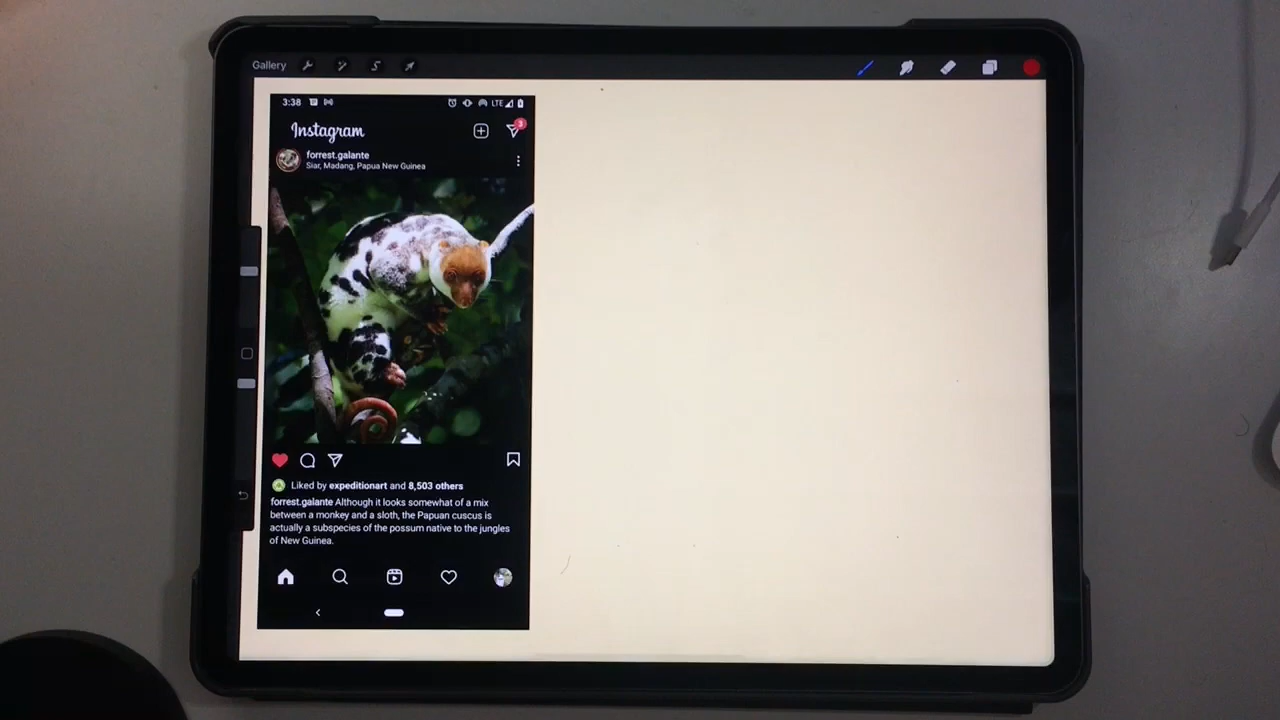 Gallery
3:38 LTE
Instagram
3
forrest.galante
Siar, Madang, Papua New Guinea
Liked by expeditionart and 8,503 others
forrest.galante Although it looks somewhat of a mix
between a monkey and a sloth, the Papuan cuscus is
actually a subspecies of the possum native to the jungles
of New Guinea.